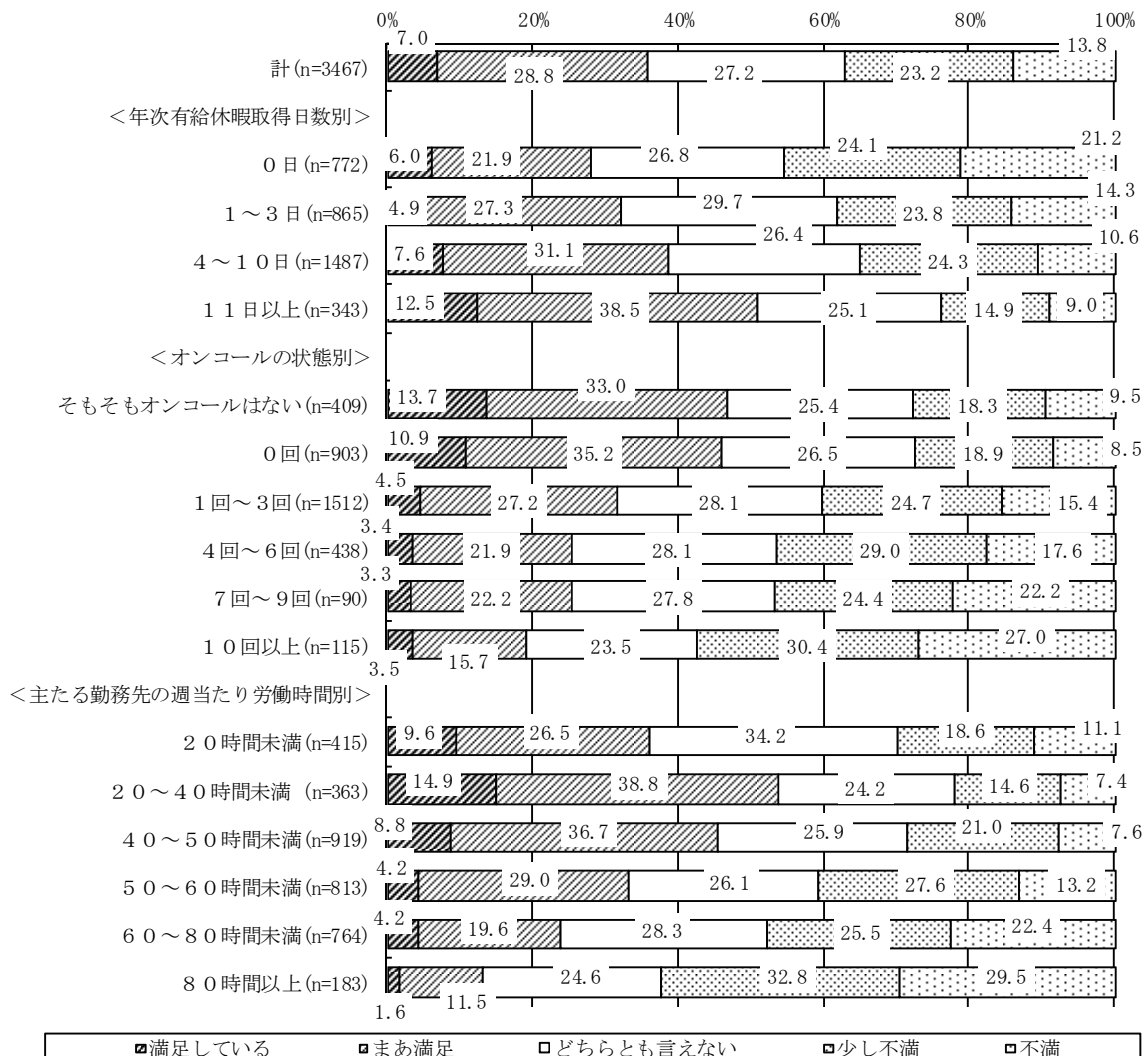 0% 20% 40% 60% 80% 100%
計(n=3467) 7.0 28.8 27.2 23.2 13.8
＜年次有給休暇取得日数別＞
０日(n=772) 6.0 21.9 26.8 24.1 21.2
１～３日(n=865) 4.9 27.3 29.7 23.8 14.3
４～１０日(n=1487) 7.6 31.1 26.4 24.3 10.6
１１日以上(n=343) 12.5 38.5 25.1 14.9 9.0
＜オンコールの状態別＞
そもそもオンコールはない(n=409) 13.7 33.0 25.4 18.3 9.5
０回(n=903) 10.9 35.2 26.5 18.9 8.5
１回～３回(n=1512) 4.5 27.2 28.1 24.7 15.4
４回～６回(n=438) 3.4 21.9 28.1 29.0 17.6
７回～９回(n=90) 3.3 22.2 27.8 24.4 22.2
１０回以上(n=115) 3.5 15.7 23.5 30.4 27.0
＜主たる勤務先の週当たり労働時間別＞
２０時間未満(n=415) 9.6 26.5 34.2 18.6 11.1
２０～４０時間未満 (n=363) 14.9 38.8 24.2 14.6 7.4
４０～５０時間未満(n=919) 8.8 36.7 25.9 21.0 7.6
５０～６０時間未満(n=813) 4.2 29.0 26.1 27.6 13.2
６０～８０時間未満(n=764) 4.2 19.6 28.3 25.5 22.4
８０時間以上(n=183) 1.6 11.5 24.6 32.8 29.5
満足している まあ満足 どちらとも言えない 少し不満 不満